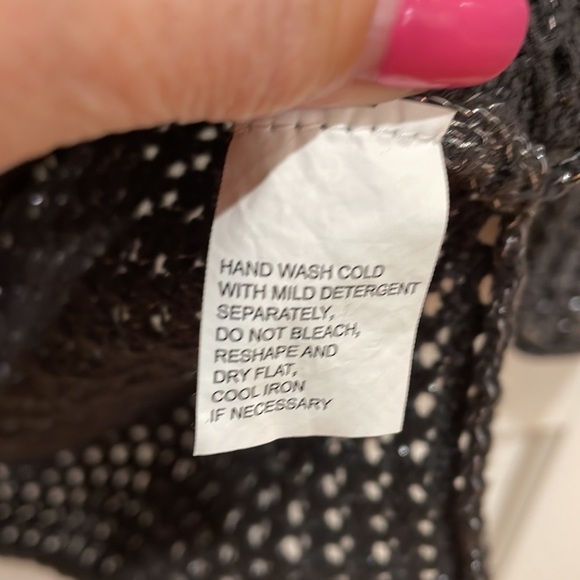 HAND WASH COLD
WITH MILD DETERGENT
SEPARATELY,
DO NOT BLEACH,
RESHAPE AND
DRY FLAT,
COOL IRON
IF NECESSARY